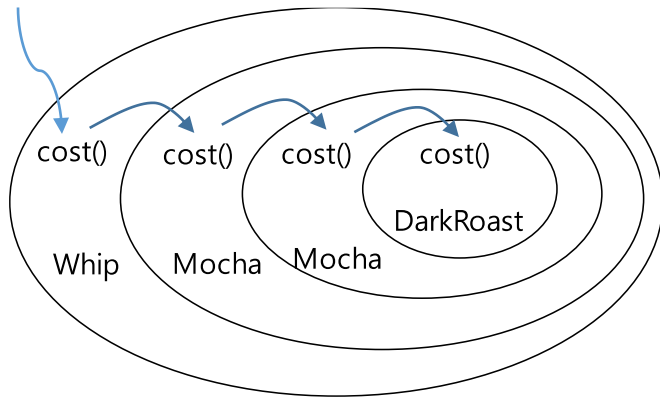 cost()
cost()
cost()
cost()
DarkRoast
Whip
Mocha
Mocha